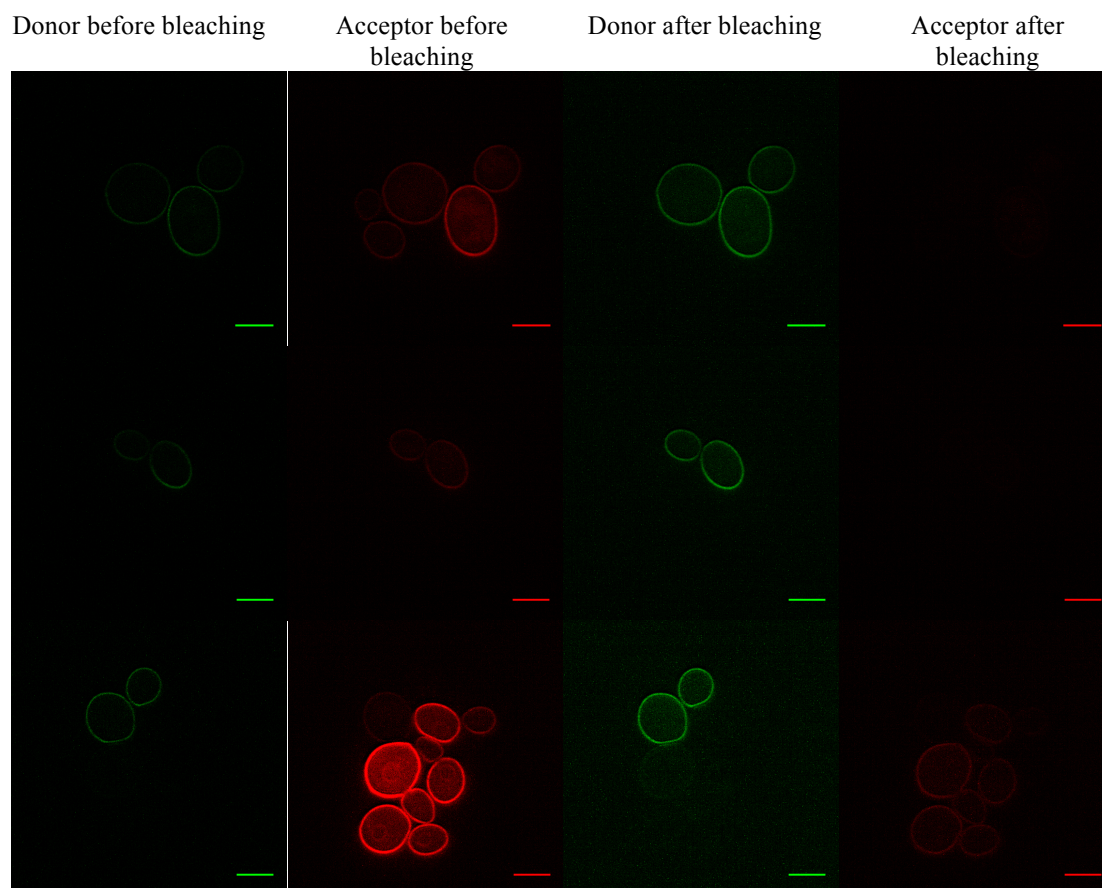 Donor before bleaching
Acceptor before
bleaching
Donor after bleaching
Acceptor after
bleaching